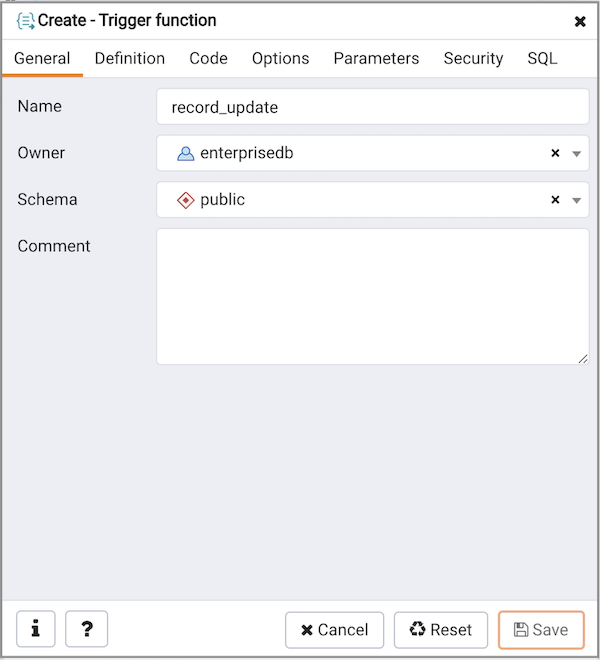 Create - Trigger function
General Definition Code Options Parameters Security SQL
Name record_update
Owner enterprisedb
Schema public
Comment
i ? Cancel Reset Save